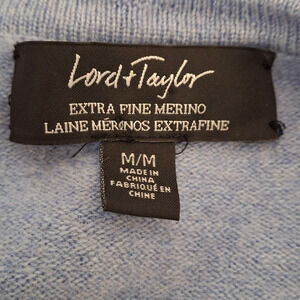 Lord+Taylor
EXTRA FINE MERINO
LAINE MÉRINOS EXTRAFINE
M/M
MADE IN
CHINA
FABRIQUÉ EN
CHINE